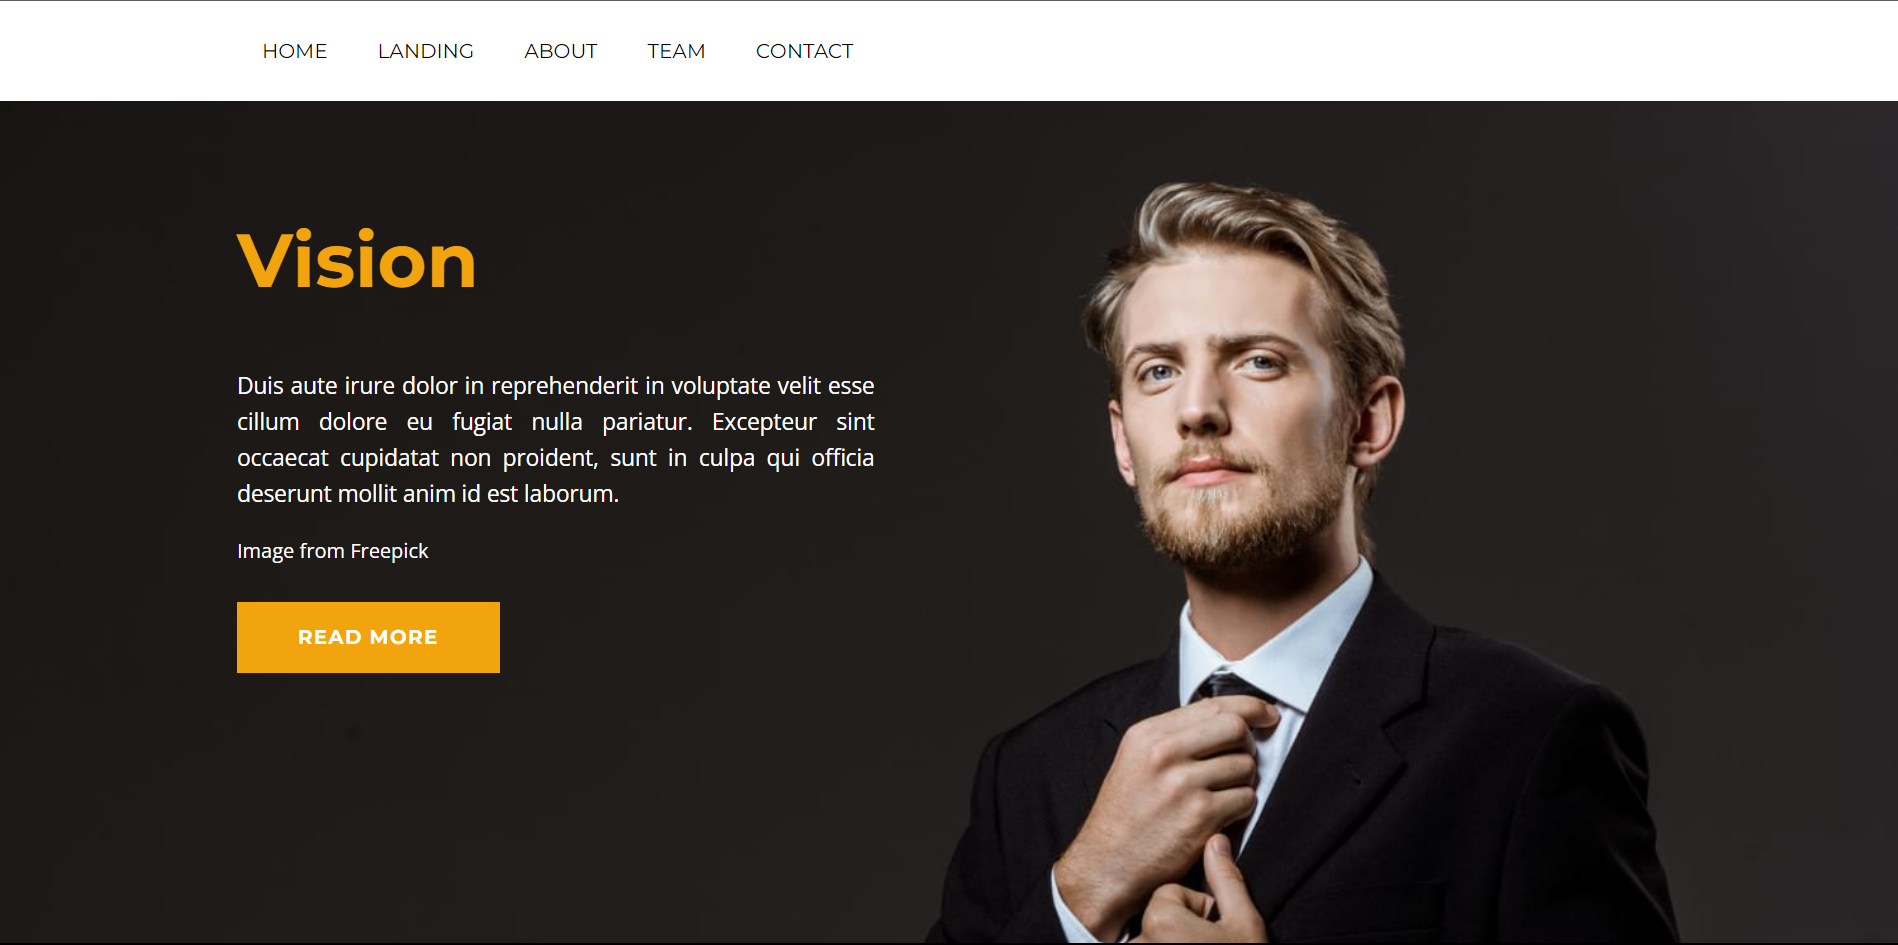 HOME LANDING ABOUT TEAM CONTACT
Vision
Duis aute irure dolor in reprehenderit in voluptate velit esse
cillum dolore eu fugiat nulla pariatur. Excepteur sint
occaecat cupidatat non proident, sunt in culpa qui officia
deserunt mollit anim id est laborum.
Image from Freepick
READ MORE